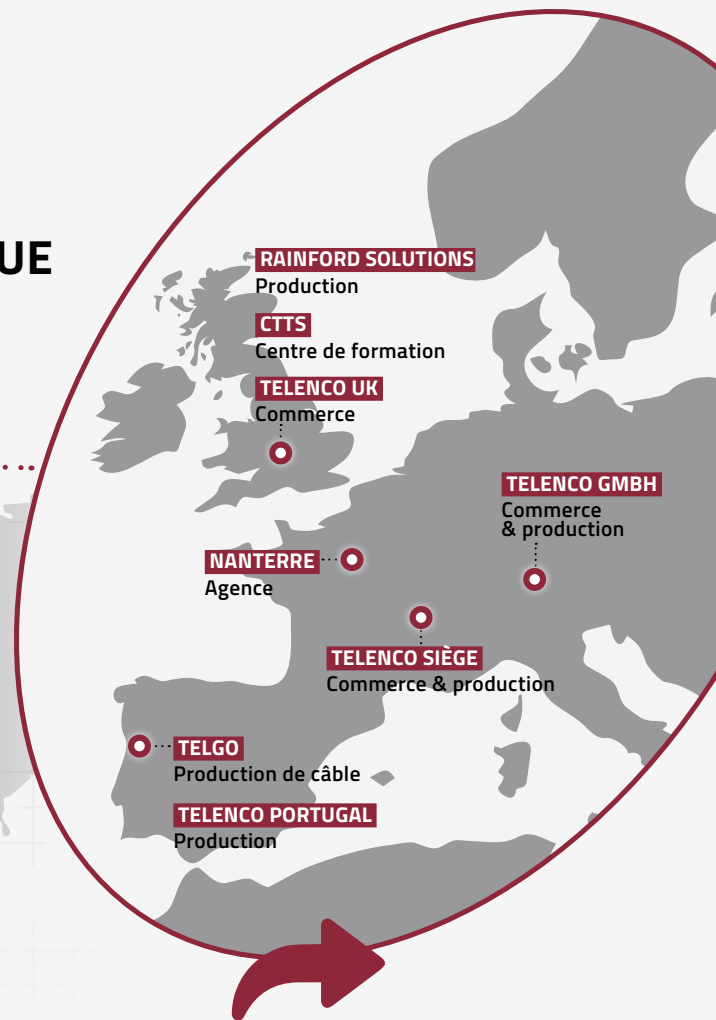 UE
RAINFORD SOLUTIONS
Production
CTTS
Centre de formation
TELENCO UK
Commerce
TELENCO GMBH
Commerce
& production
NANTERRE
Agence
TELENCO SIÈGE
Commerce & production
TELGO
Production de câble
TELENCO PORTUGAL
Production